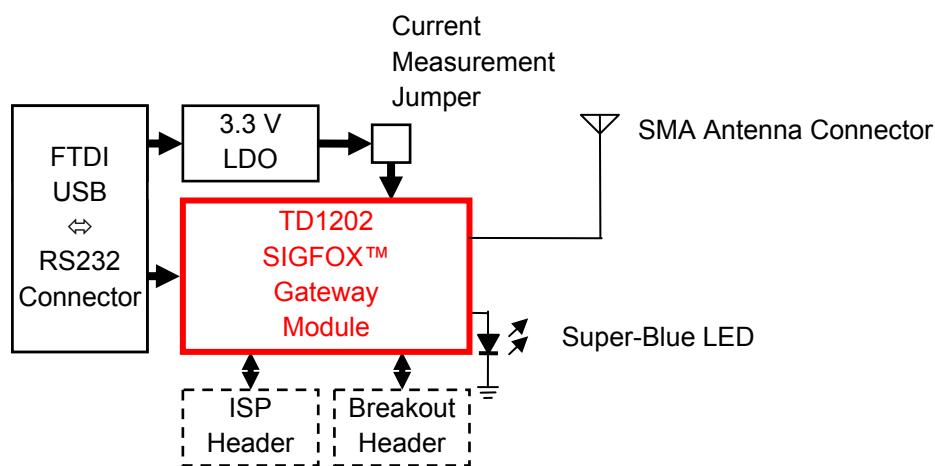 Current
Measurement
Jumper
3.3 V
LDO
SMA Antenna Connector
FTDI
USB
⇔
RS232
Connector
TD1202
SIGFOX™
Gateway
Module
Super-Blue LED
ISP
Header
Breakout
Header